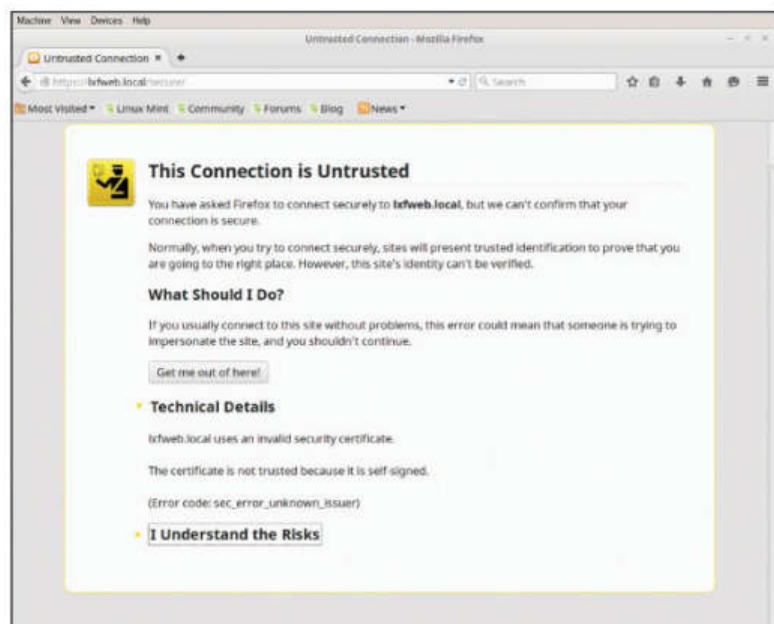 Machine View Devices Help
Untrusted Connection - Mozilla Firefox
Untrusted Connection
https://lxfweb.local/secure/
Search
Most Visited Linux Mint Community Forums Blog News
This Connection is Untrusted
You have asked Firefox to connect securely to lxfweb.local, but we can't confirm that your
connection is secure.
Normally, when you try to connect securely, sites will present trusted identification to prove that you
are going to the right place. However, this site's identity can't be verified.
What Should I Do?
If you usually connect to this site without problems, this error could mean that someone is trying to
impersonate the site, and you shouldn't continue.
Get me out of here!
Technical Details
lxfweb.local uses an invalid security certificate.
The certificate is not trusted because it is self-signed.
(Error code: sec_error_unknown_issuer)
I Understand the Risks